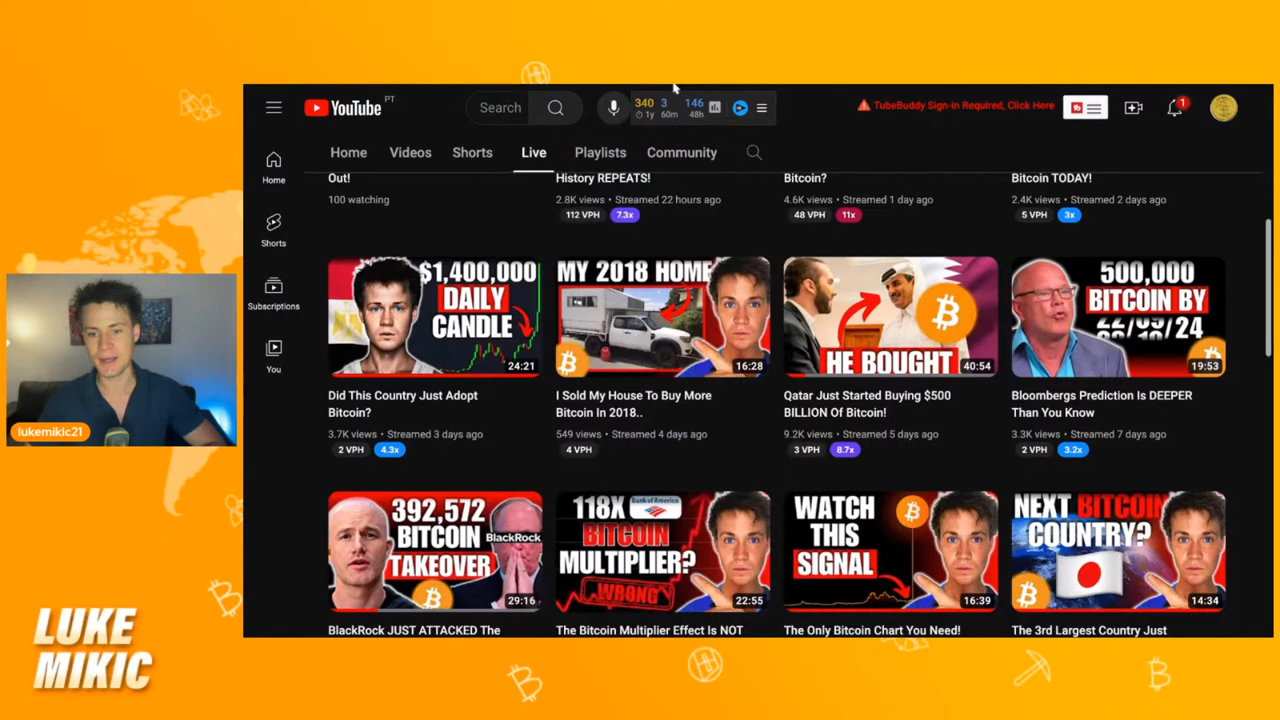 YouTube PT
Search
340 3 146
1y 60m 48h
TubeBuddy Sign-in Required, Click Here
1
Home Videos Shorts Live Playlists Community
Home
Shorts
Subscriptions
You
Out!
100 watching
History REPEATS!
2.8K views • Streamed 22 hours ago
112 VPH 7.3x
Bitcoin?
4.6K views • Streamed 1 day ago
48 VPH 11x
Bitcoin TODAY!
2.4K views • Streamed 2 days ago
5 VPH 3x
$1,400,000
DAILY
CANDLE
24:21
Did This Country Just Adopt
Bitcoin?
3.7K views • Streamed 3 days ago
2 VPH 4.3x
MY 2018 HOME
16:28
I Sold My House To Buy More
Bitcoin In 2018..
549 views • Streamed 4 days ago
4 VPH
HE BOUGHT
40:54
Qatar Just Started Buying $500
BILLION Of Bitcoin!
9.2K views • Streamed 5 days ago
3 VPH 8.7x
500,000
BITCOIN BY
22/09/24
19:53
Bloombergs Prediction Is DEEPER
Than You Know
3.3K views • Streamed 7 days ago
2 VPH 3.2x
392,572
BITCOIN
TAKEOVER
BlackRock
29:16
BlackRock JUST ATTACKED The
118X
Bank of America
BITCOIN
MULTIPLIER?
WRONG
22:55
The Bitcoin Multiplier Effect Is NOT
WATCH
THIS
SIGNAL
16:39
The Only Bitcoin Chart You Need!
NEXT BITCOIN
COUNTRY?
14:34
The 3rd Largest Country Just
lukemikic21
LUKE
MIKIC